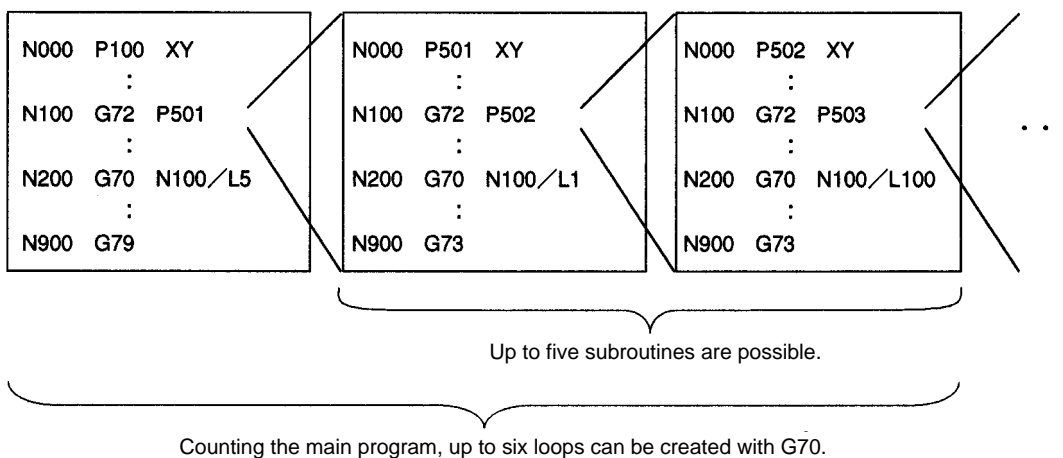 N000 P100 XY
:
N100 G72 P501
:
N200 G70 N100/L5
:
N900 G79
N000 P501 XY
:
N100 G72 P502
:
N200 G70 N100/L1
:
N900 G73
N000 P502 XY
:
N100 G72 P503
:
N200 G70 N100/L100
:
N900 G73
. .
Up to five subroutines are possible.
Counting the main program, up to six loops can be created with G70.